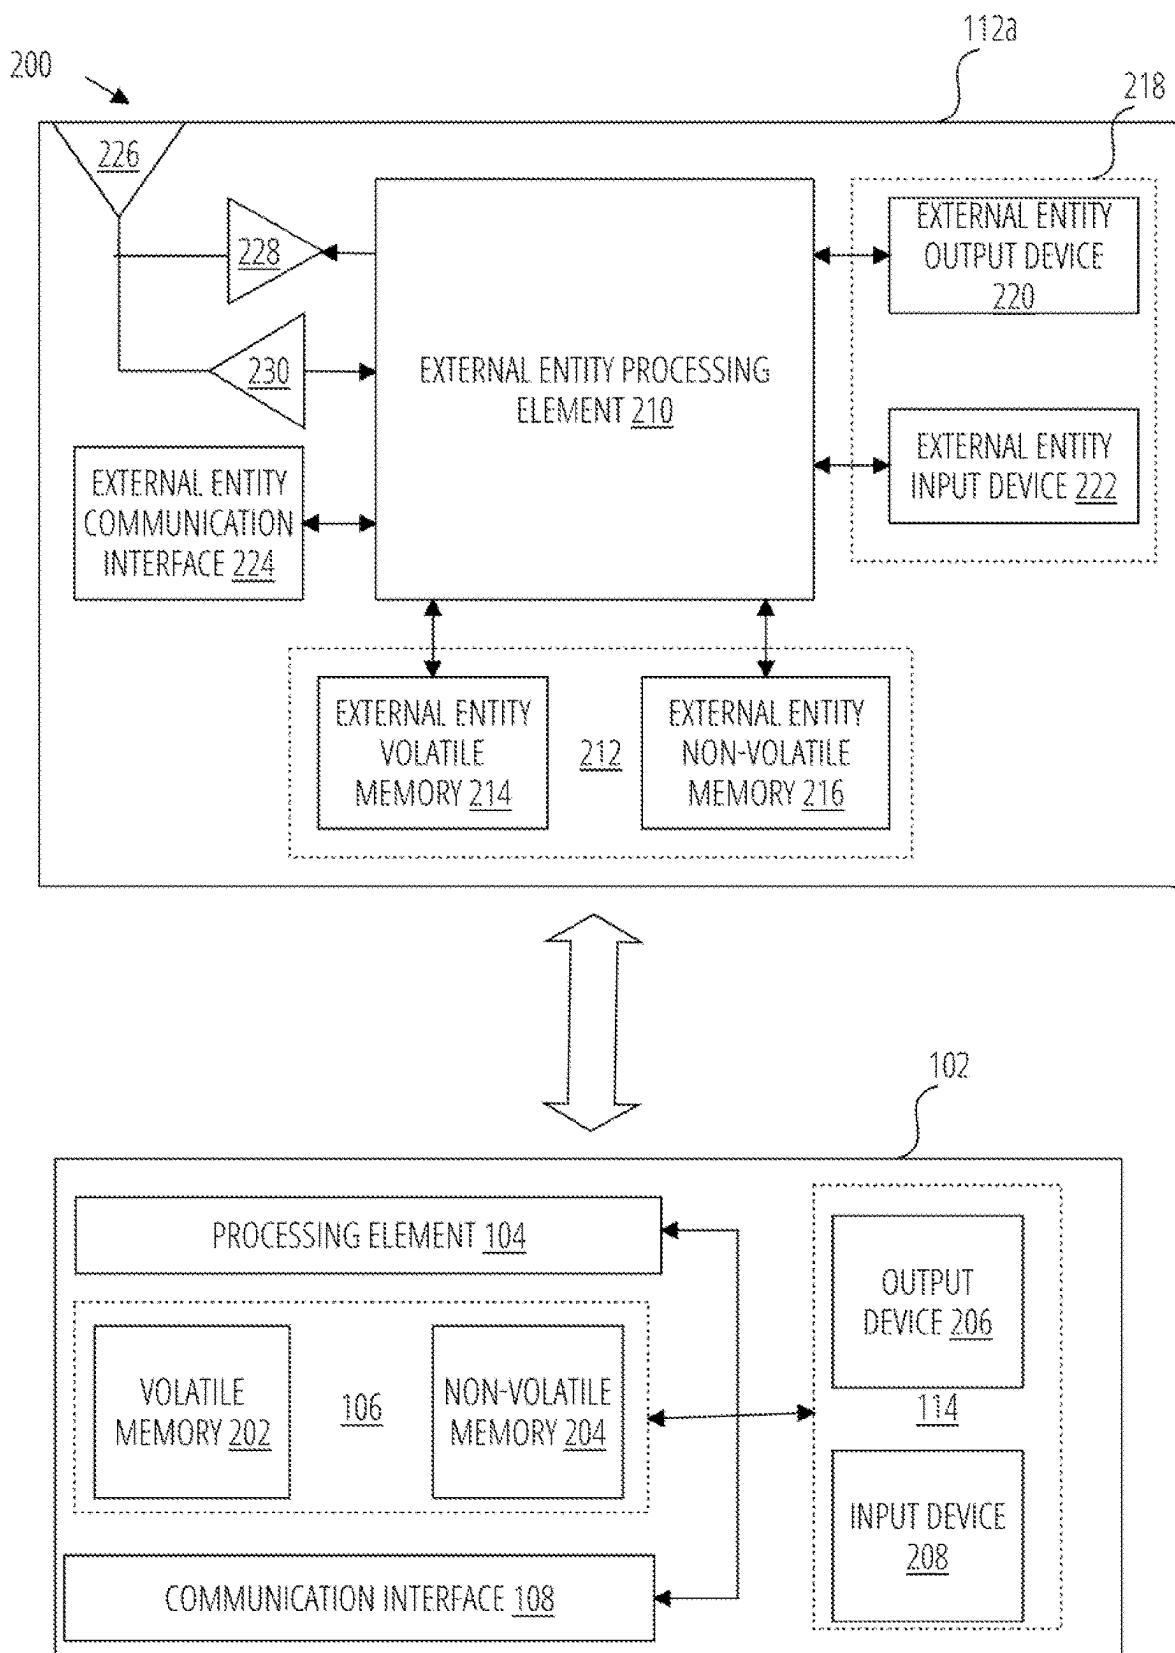 112a
200
218
226
EXTERNAL ENTITY
OUTPUT DEVICE
220
228
230
EXTERNAL ENTITY PROCESSING
ELEMENT 210
EXTERNAL ENTITY
INPUT DEVICE 222
EXTERNAL ENTITY
COMMUNICATION
INTERFACE 224
EXTERNAL ENTITY
VOLATILE
MEMORY 214
212
EXTERNAL ENTITY
NON-VOLATILE
MEMORY 216
102
PROCESSING ELEMENT 104
OUTPUT
DEVICE 206
VOLATILE
MEMORY 202
106
NON-VOLATILE
MEMORY 204
114
INPUT DEVICE
208
COMMUNICATION INTERFACE 108